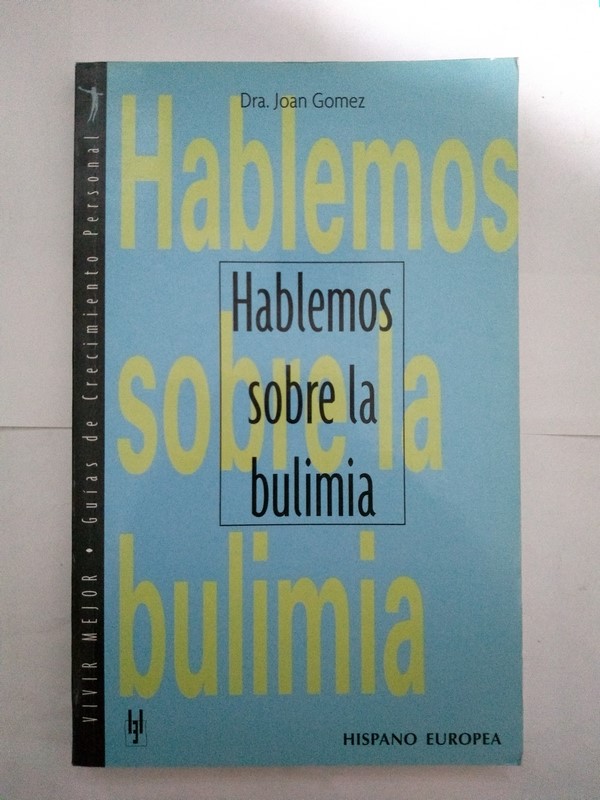 Dra. Joan Gomez
Hablemos
sobre la
bulimia
Hablemos
sobre la
bulimia
VIVIR MEJOR • Guías de Crecimiento Personal
HISPANO EUROPEA